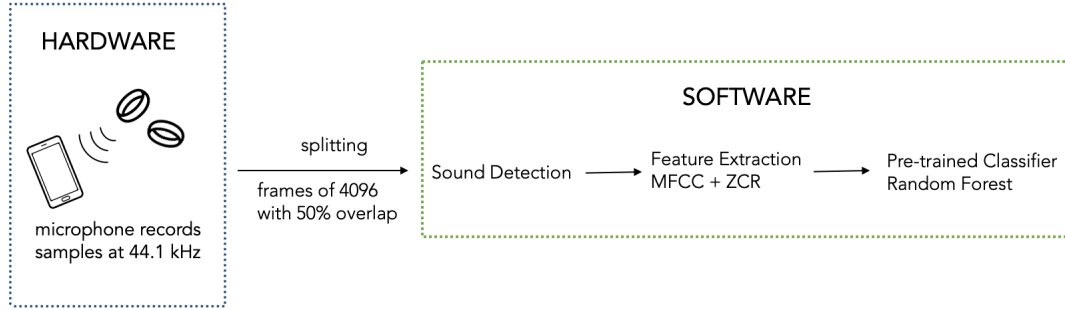 HARDWARE
microphone records
samples at 44.1 kHz
splitting
frames of 4096
with 50% overlap
SOFTWARE
Sound Detection
Feature Extraction
MFCC + ZCR
Pre-trained Classifier
Random Forest